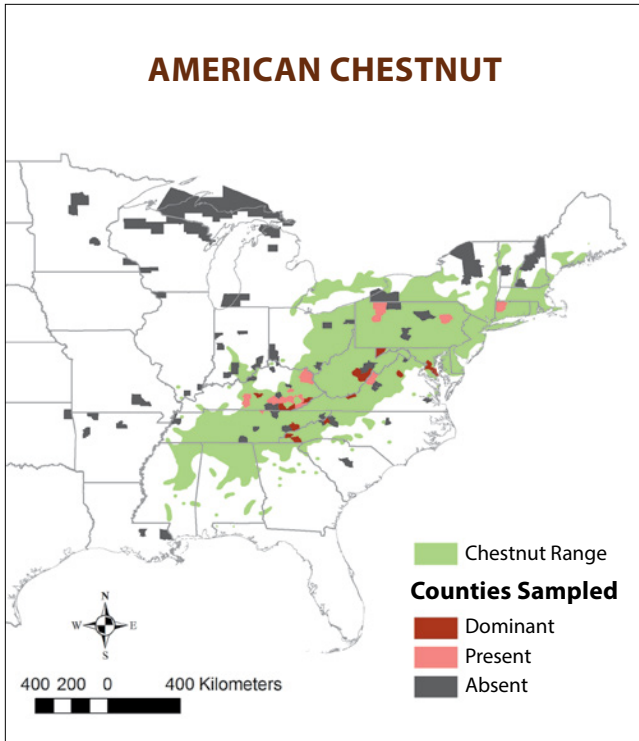 AMERICAN CHESTNUT
Chestnut Range
Counties Sampled
Dominant
Present
Absent
N
W E
S
400 200 0 400 Kilometers